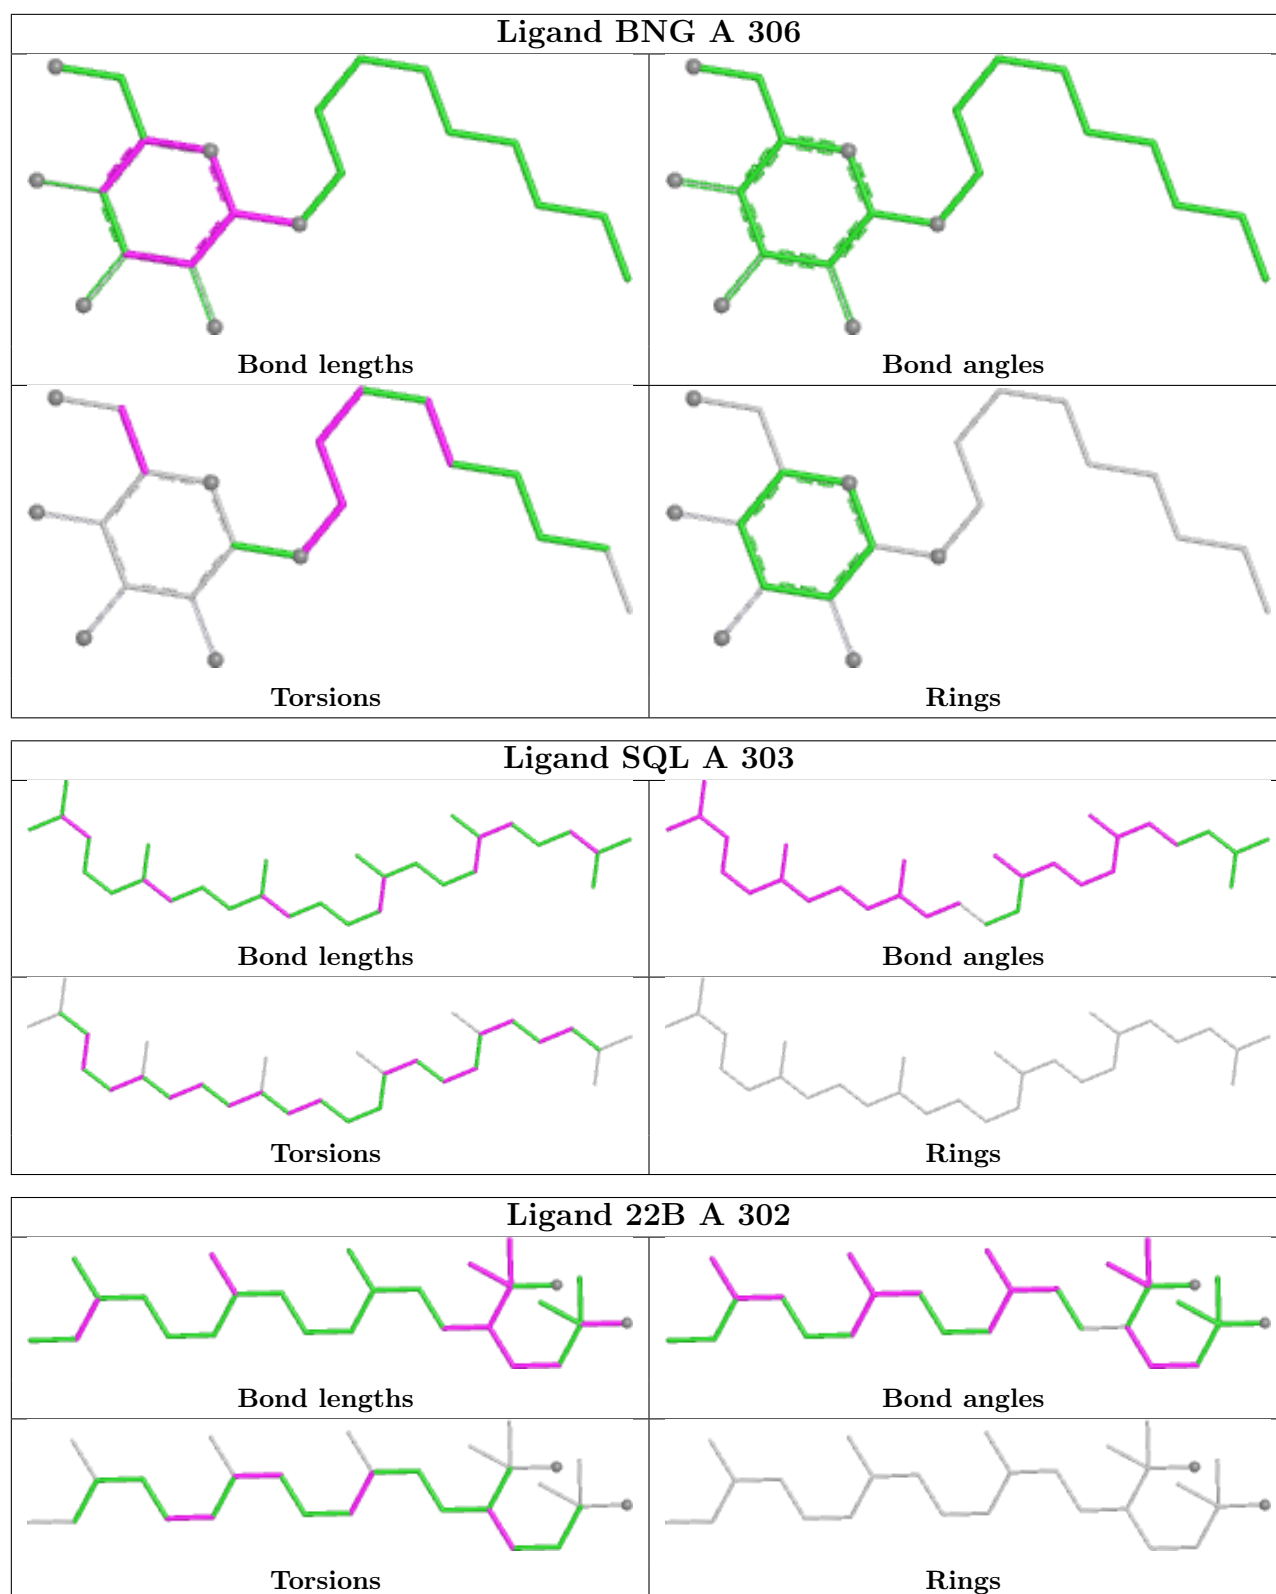 Ligand BNG A 306
Bond lengths
Bond angles
Torsions
Rings
Ligand SQL A 303
Bond lengths
Bond angles
Torsions
Rings
Ligand 22B A 302
Bond lengths
Bond angles
Torsions
Rings